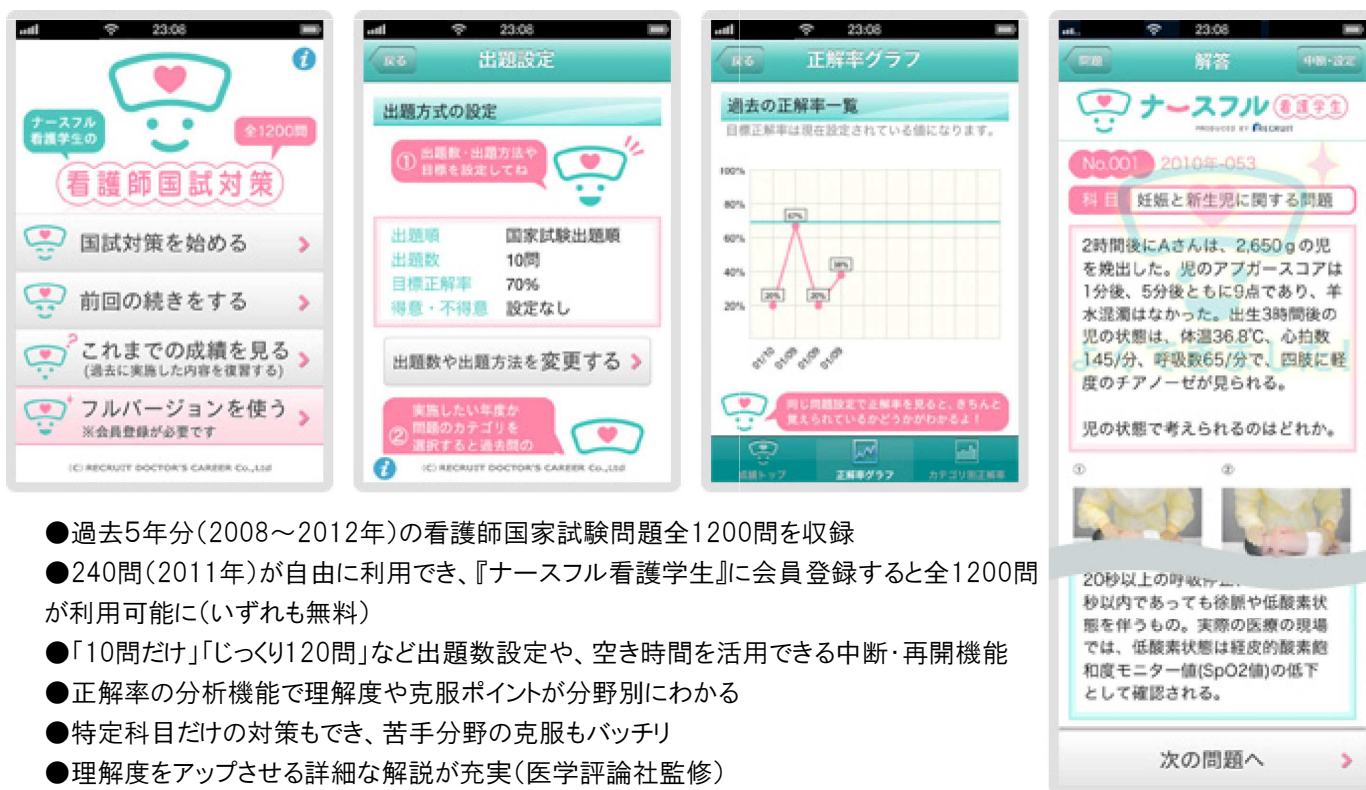 23:08
ナースフル
看護学生の
全1200問
看護師国試対策
国試対策を始める
前回の続きをする
これまでの成績を見る
(過去に実施した内容を復習する)
フルバージョンを使う
※会員登録が必要です
(C) RECRUIT DOCTOR'S CAREER Co.,Ltd
23:08
戻る
出題設定
出題方式の設定
① 出題数・出題方法や
目標を設定してね
出題順 国家試験出題順
出題数 10問
目標正解率 70%
得意・不得意 設定なし
出題数や出題方法を変更する
② 実施したい年度か
問題のカテゴリを
選択すると過去問の
(C) RECRUIT DOCTOR'S CAREER Co.,Ltd
23:08
戻る
正解率グラフ
過去の正解率一覧
目標正解率は現在設定されている値になります。
100%
80%
60%
40%
20%
20%
67%
20%
38%
01/10
01/09
01/09
01/09
同じ問題設定で正解率を見ると、きちんと
覚えられているかどうかがわかるよ!
成績トップ
正解率グラフ
カテゴリ別正解率
23:08
問題
解答
中断・設定
ナースフル 看護学生
PRODUCED BY RECRUIT
No.001 2010年-053
科目 妊娠と新生児に関する問題
2時間後にAさんは、2,650gの児
を娩出した。児のアプガースコアは
1分後、5分後ともに9点であり、羊
水混濁はなかった。出生3時間後の
児の状態は、体温36.8℃、心拍数
145/分、呼吸数65/分で、四肢に軽
度のチアノーゼが見られる。
児の状態で考えられるのはどれか。
①
②
20秒以上の呼吸停止、
秒以内であっても徐脈や低酸素状
態を伴うもの。実際の医療の現場
では、低酸素状態は経皮的酸素飽
和度モニター値(SpO2値)の低下
として確認される。
次の問題へ
●過去5年分(2008~2012年)の看護師国家試験問題全1200問を収録
●240問(2011年)が自由に利用でき、『ナースフル看護学生』に会員登録すると全1200問
が利用可能に(いずれも無料)
●「10問だけ」「じっくり120問」など出題数設定や、空き時間を活用できる中断・再開機能
●正解率の分析機能で理解度や克服ポイントが分野別にわかる
●特定科目だけの対策もでき、苦手分野の克服もバッチリ
●理解度をアップさせる詳細な解説が充実(医学評論社監修)